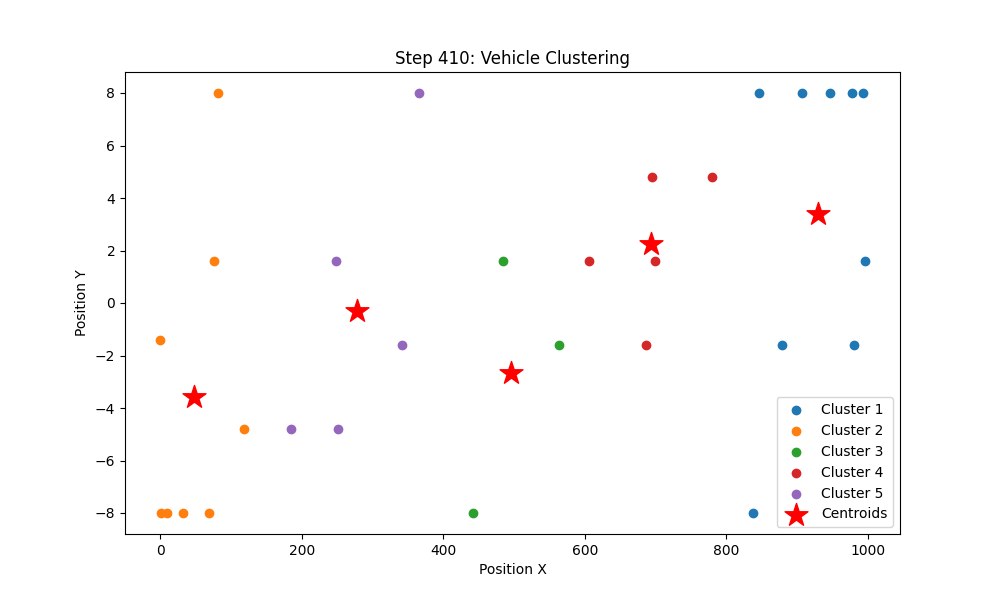 Step 410: Vehicle Clustering
Position Y
8
6
4
2
0
−2
−4
−6
−8
0 200 400 600 800 1000
Position X
Cluster 1
Cluster 2
Cluster 3
Cluster 4
Cluster 5
Centroids